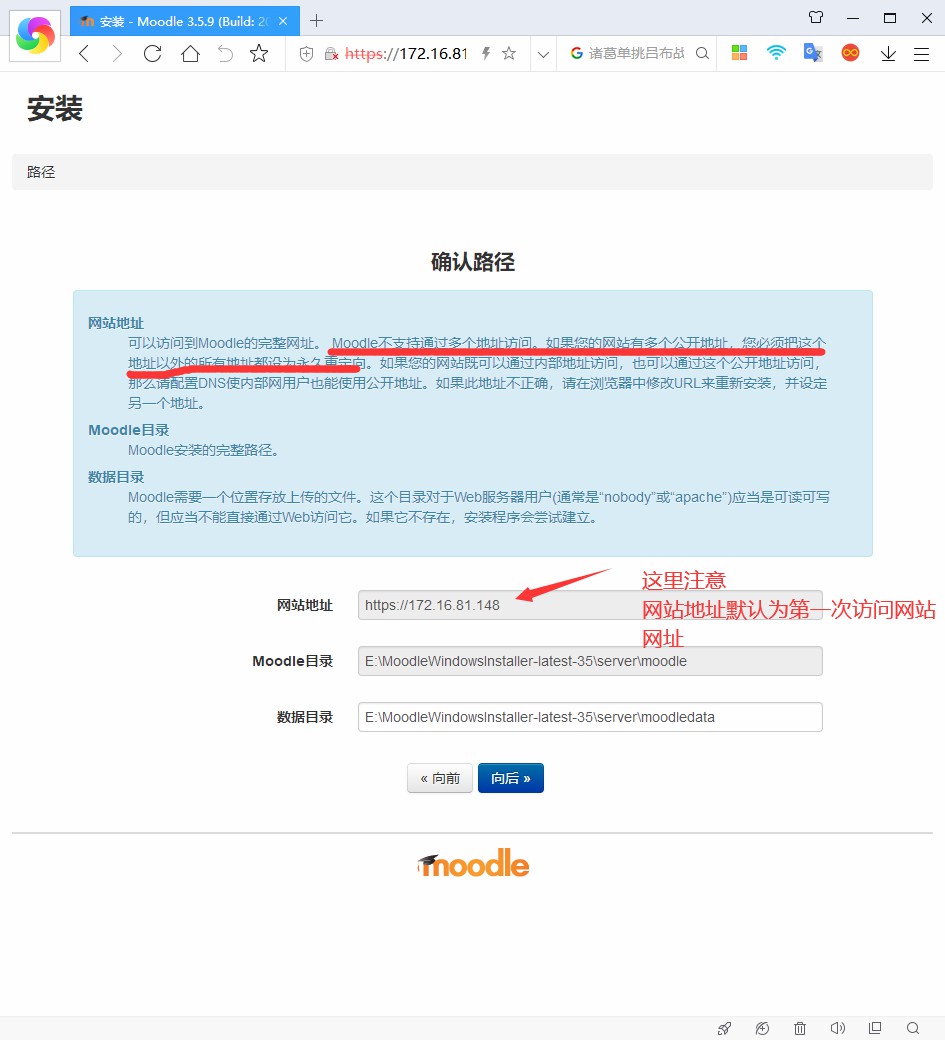 安装 - Moodle 3.5.9 (Build: 20
https://172.16.81
诸葛单挑吕布战
安装
路径
确认路径
网站地址
可以访问到Moodle的完整网址。 Moodle不支持通过多个地址访问。如果您的网站有多个公开地址，您必须把这个
地址以外的所有地址都设为永久重定向。如果您的网站既可以通过内部地址访问，也可以通过这个公开地址访问，
那么请配置DNS使内部网用户也能使用公开地址。如果此地址不正确，请在浏览器中修改URL来重新安装，并设定
另一个地址。
Moodle目录
Moodle安装的完整路径。
数据目录
Moodle需要一个位置存放上传的文件。这个目录对于Web服务器用户(通常是“nobody”或“apache”)应当是可读可写
的，但应当不能直接通过Web访问它。如果它不存在，安装程序会尝试建立。
这里注意
网站地址 https://172.16.81.148
网站地址默认为第一次访问网站
网址
Moodle目录 E:\MoodleWindowsInstaller-latest-35\server\moodle
数据目录 E:\MoodleWindowsInstaller-latest-35\server\moodledata
« 向前 向后 »
moodle